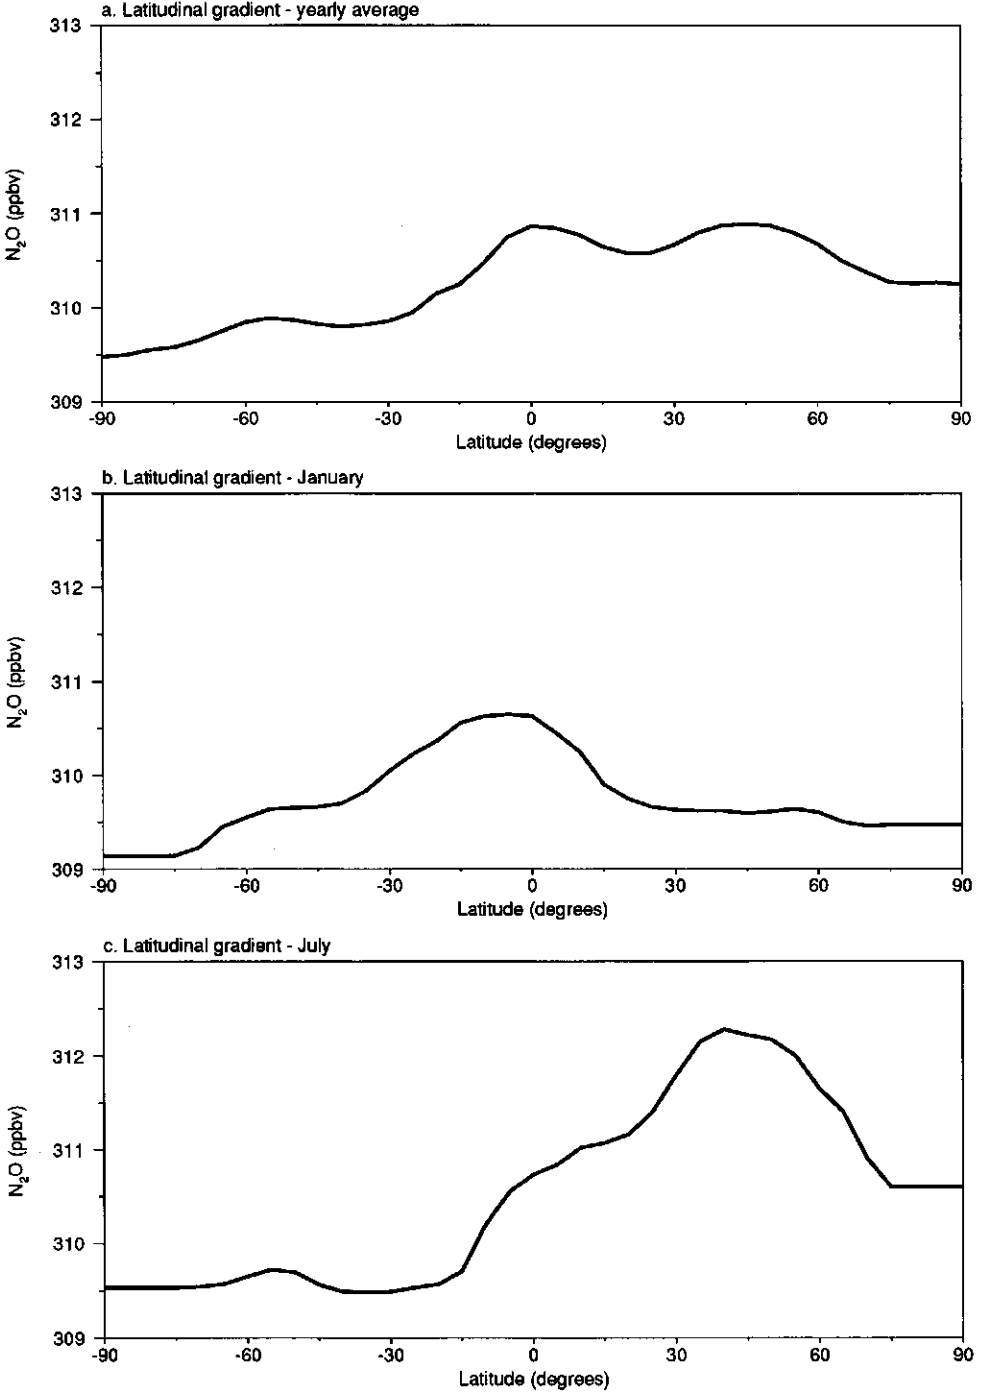 a. Latitudinal gradient - yearly average
313
312
311
310
309
N₂O (ppbv)
-90 -60 -30 0 30 60 90
Latitude (degrees)
b. Latitudinal gradient - January
313
312
311
310
309
N₂O (ppbv)
-90 -60 -30 0 30 60 90
Latitude (degrees)
c. Latitudinal gradient - July
313
312
311
310
309
N₂O (ppbv)
-90 -60 -30 0 30 60 90
Latitude (degrees)